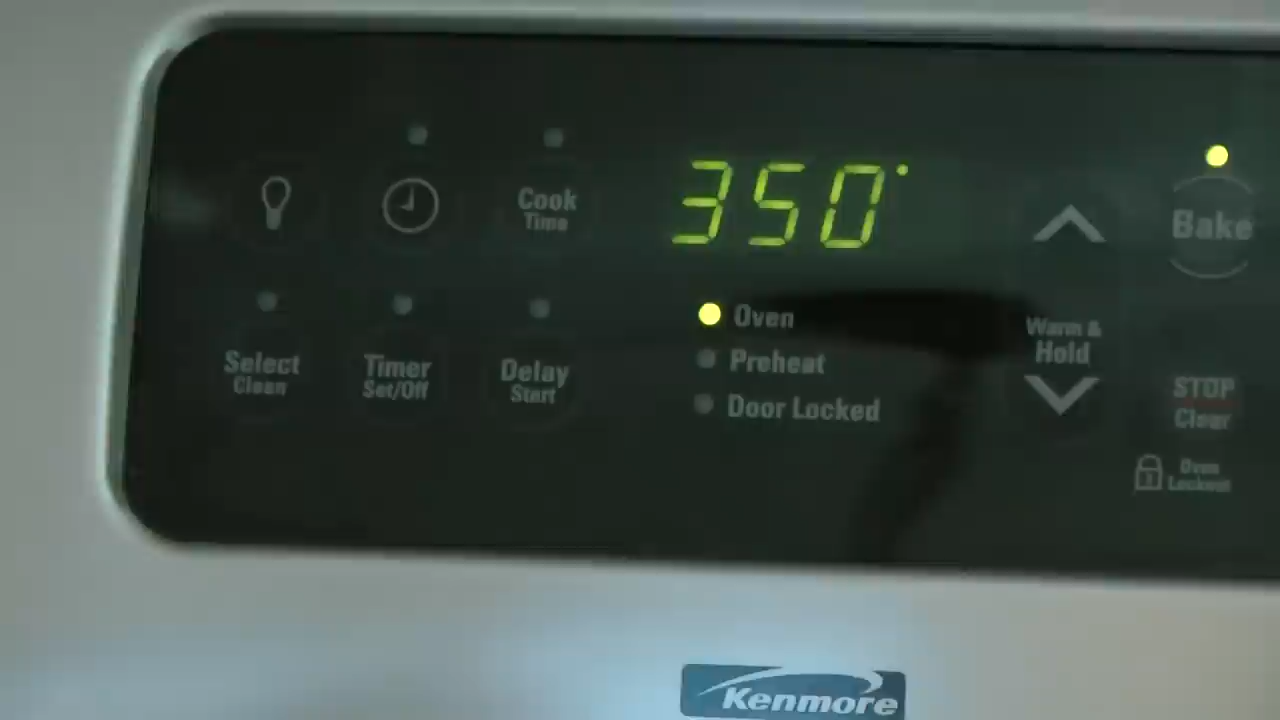 350°
Bake
Cook
Time
Oven
Preheat
Door Locked
Warm &
Hold
Select
Clean
Timer
Set/Off
Delay
Start
STOP
Clear
Oven
Lockout
Kenmore